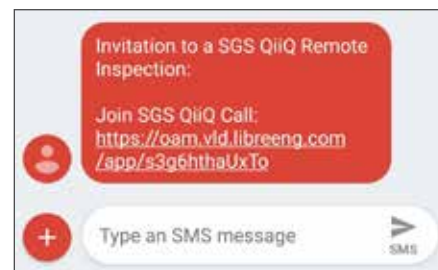 Invitation to a SGS QiiQ Remote
Inspection:
Join SGS QiiQ Call:
https://oam.vld.libreeng.com
/app/s3g6hthaUxTo
Type an SMS message
SMS